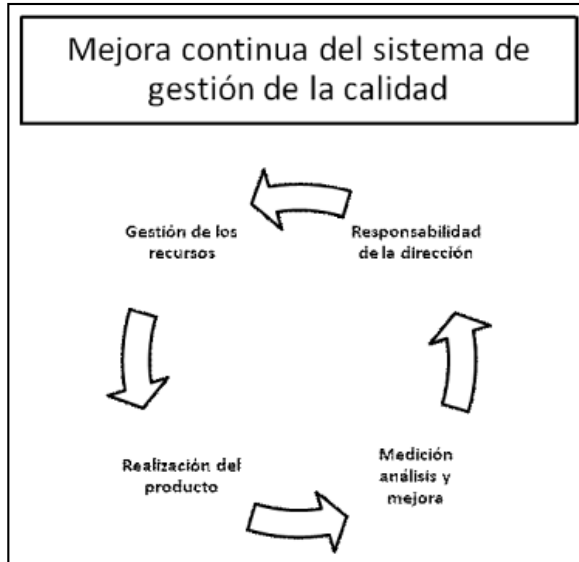 Mejora continua del sistema de
gestión de la calidad
Gestión de los
recursos
Responsabilidad
de la dirección
Realización del
producto
Medición
análisis y
mejora